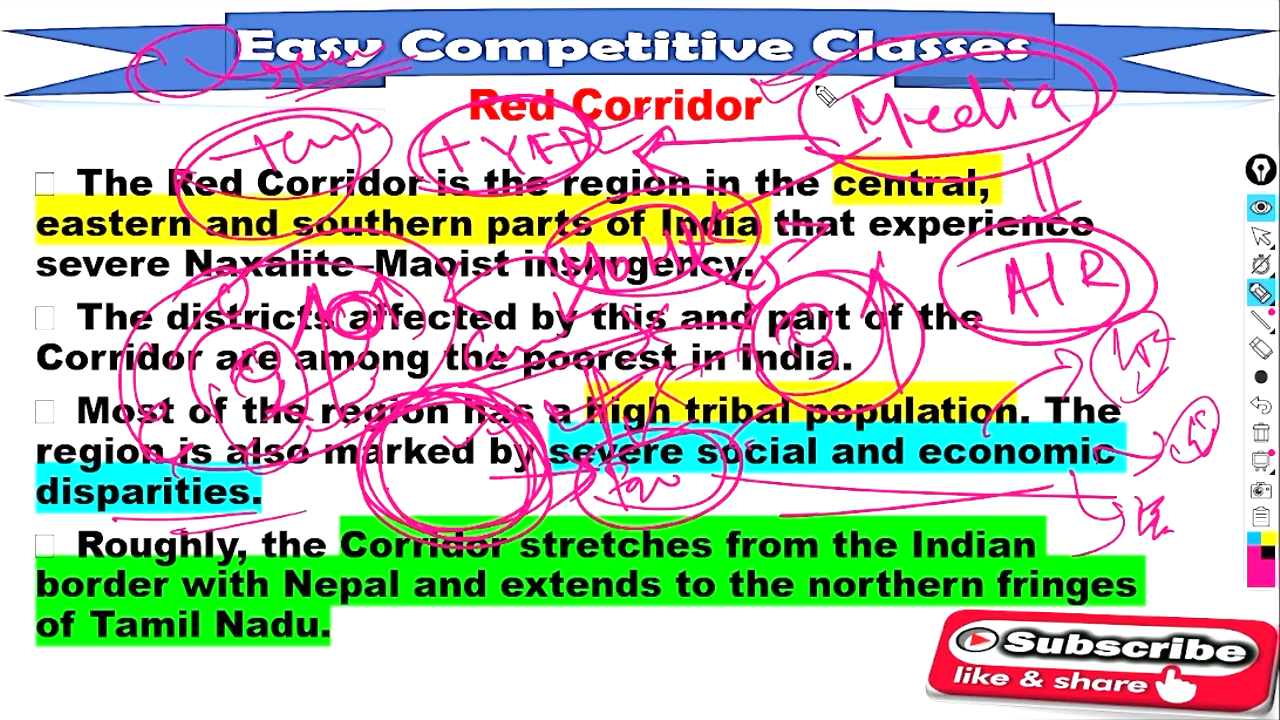 Easy Competitive Classes
Red Corridor
Media
The Red Corridor is the region in the central,
eastern and southern parts of India that experience
severe Naxalite–Maoist insurgency.
The districts affected by this and part of the
Corridor are among the poorest in India.
Most of the region has a high tribal population. The
region is also marked by severe social and economic
disparities.
Roughly, the Corridor stretches from the Indian
border with Nepal and extends to the northern fringes
of Tamil Nadu.
Subscribe
like & share